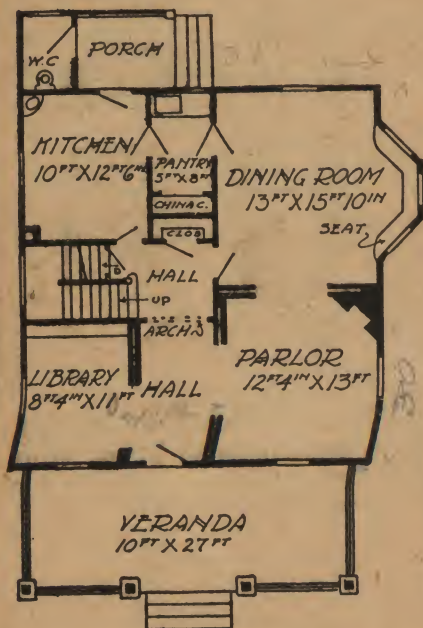 W.C
PORCH
KITCHEN
10FT X 12FT 6IN
PANTRY
5FT X 8FT
CHINA C.
CLOS
DINING ROOM
13FT X 15FT 10IN
SEAT
HALL
D
UP
ARCH
LIBRARY
8FT 4IN X 11FT
HALL
PARLOR
12FT 4IN X 13FT
30
VERANDA
10FT X 27FT